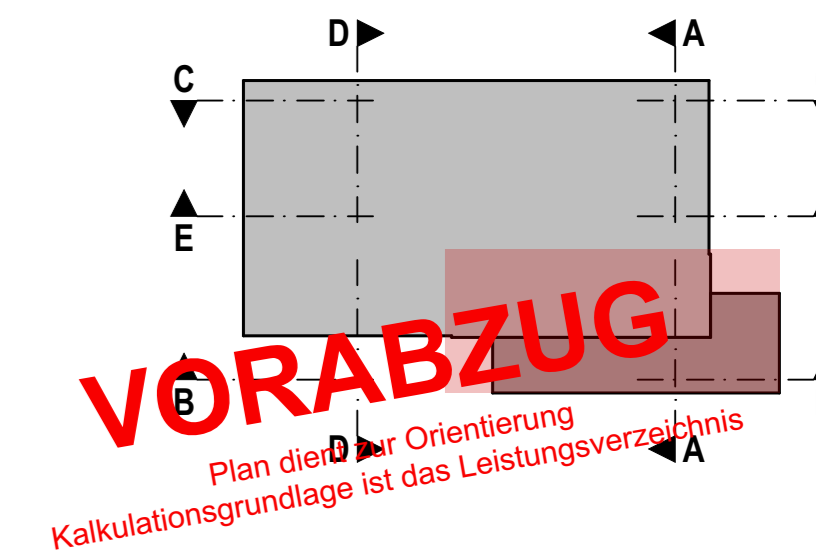 D A
C
E
VORABZUG
B
Plan dient zur Orientierung
D A
Kalkulationsgrundlage ist das Leistungsverzeichnis